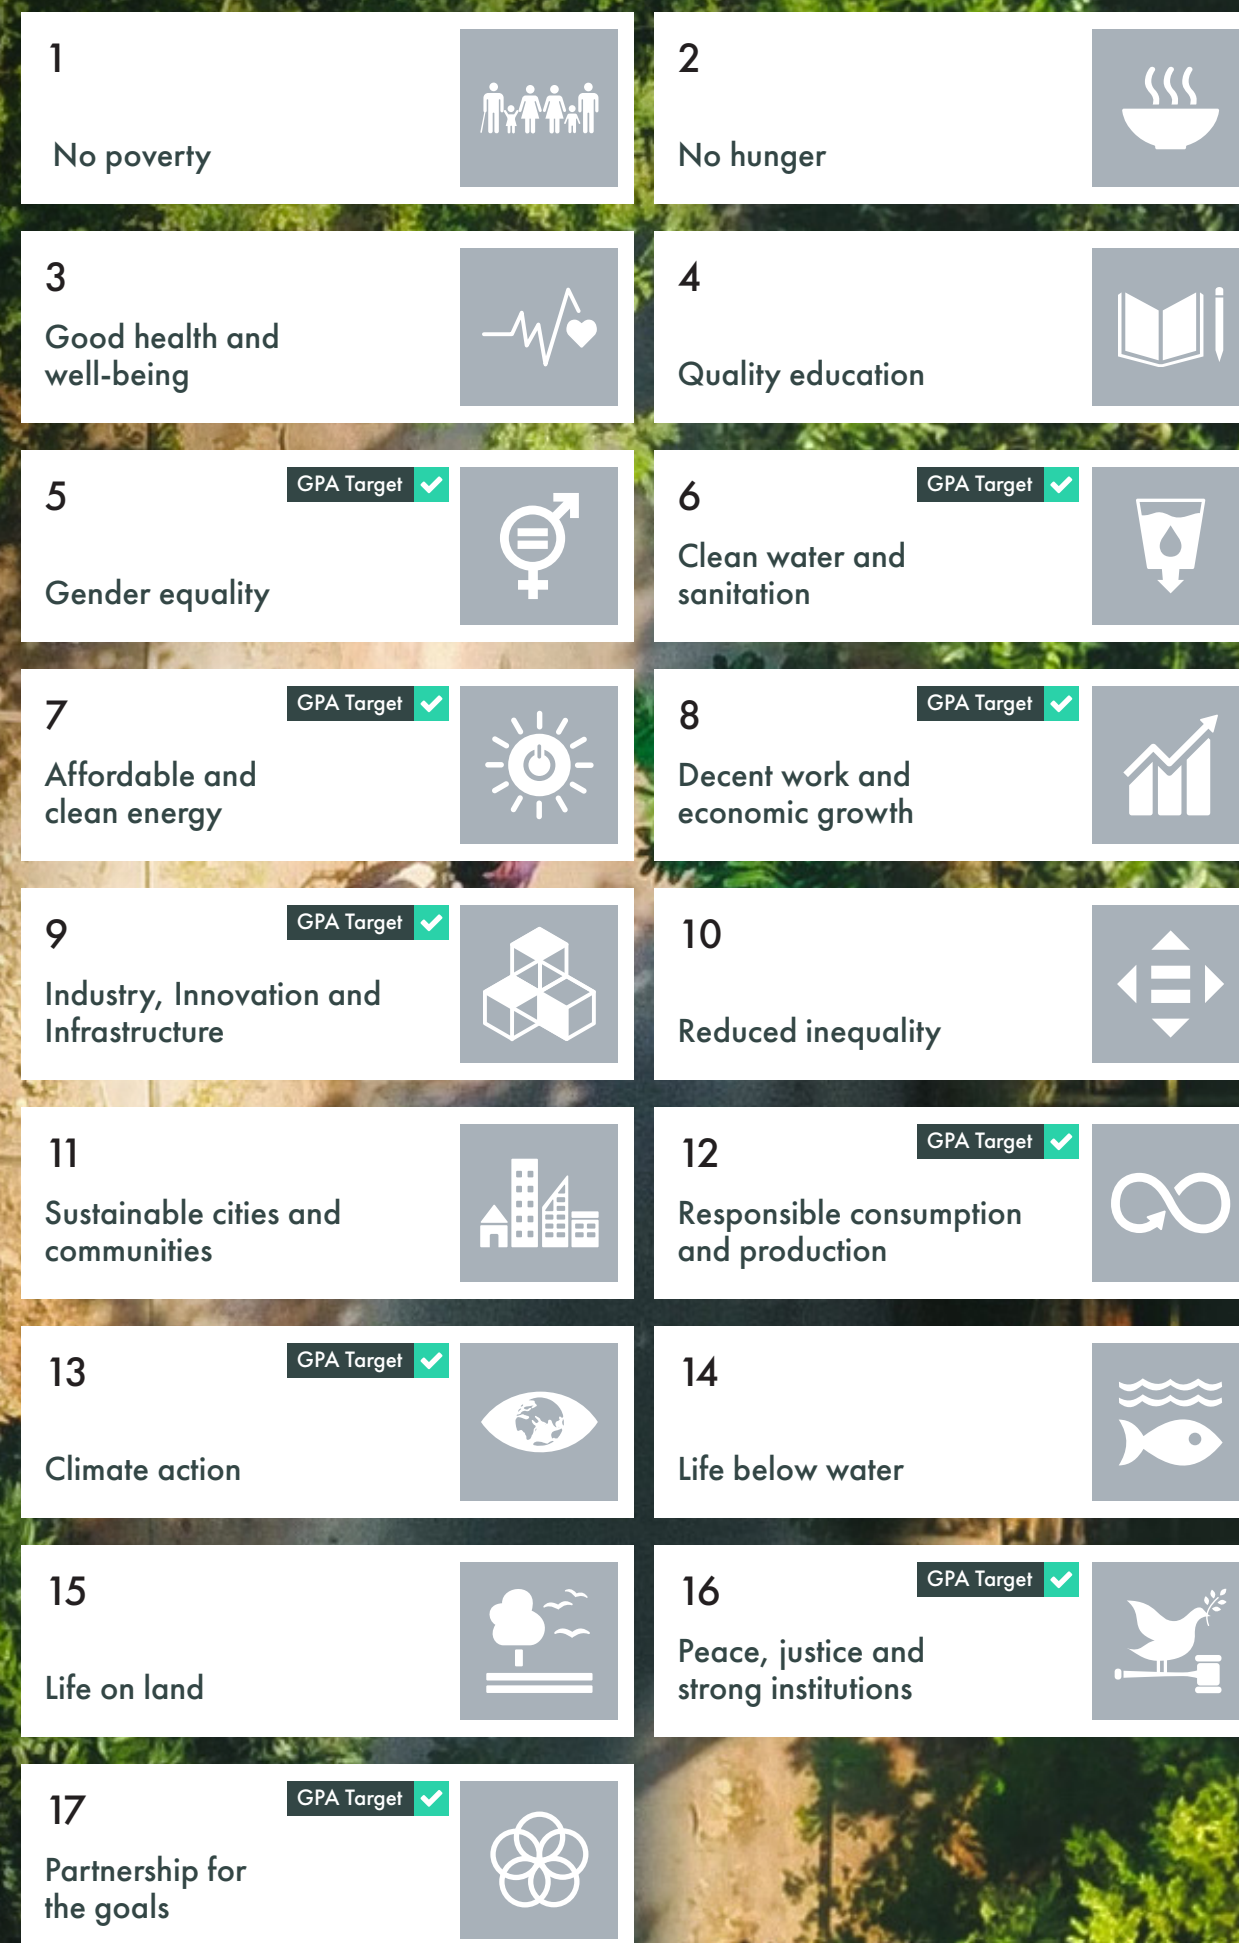 1
No poverty
2
No hunger
3
Good health and
well-being
4
Quality education
5
GPA Target
Gender equality
6
GPA Target
Clean water and
sanitation
7
GPA Target
Affordable and
clean energy
8
GPA Target
Decent work and
economic growth
9
GPA Target
Industry, Innovation and
Infrastructure
10
Reduced inequality
11
Sustainable cities and
communities
12
GPA Target
Responsible consumption
and production
13
GPA Target
Climate action
14
Life below water
15
Life on land
16
GPA Target
Peace, justice and
strong institutions
17
GPA Target
Partnership for
the goals